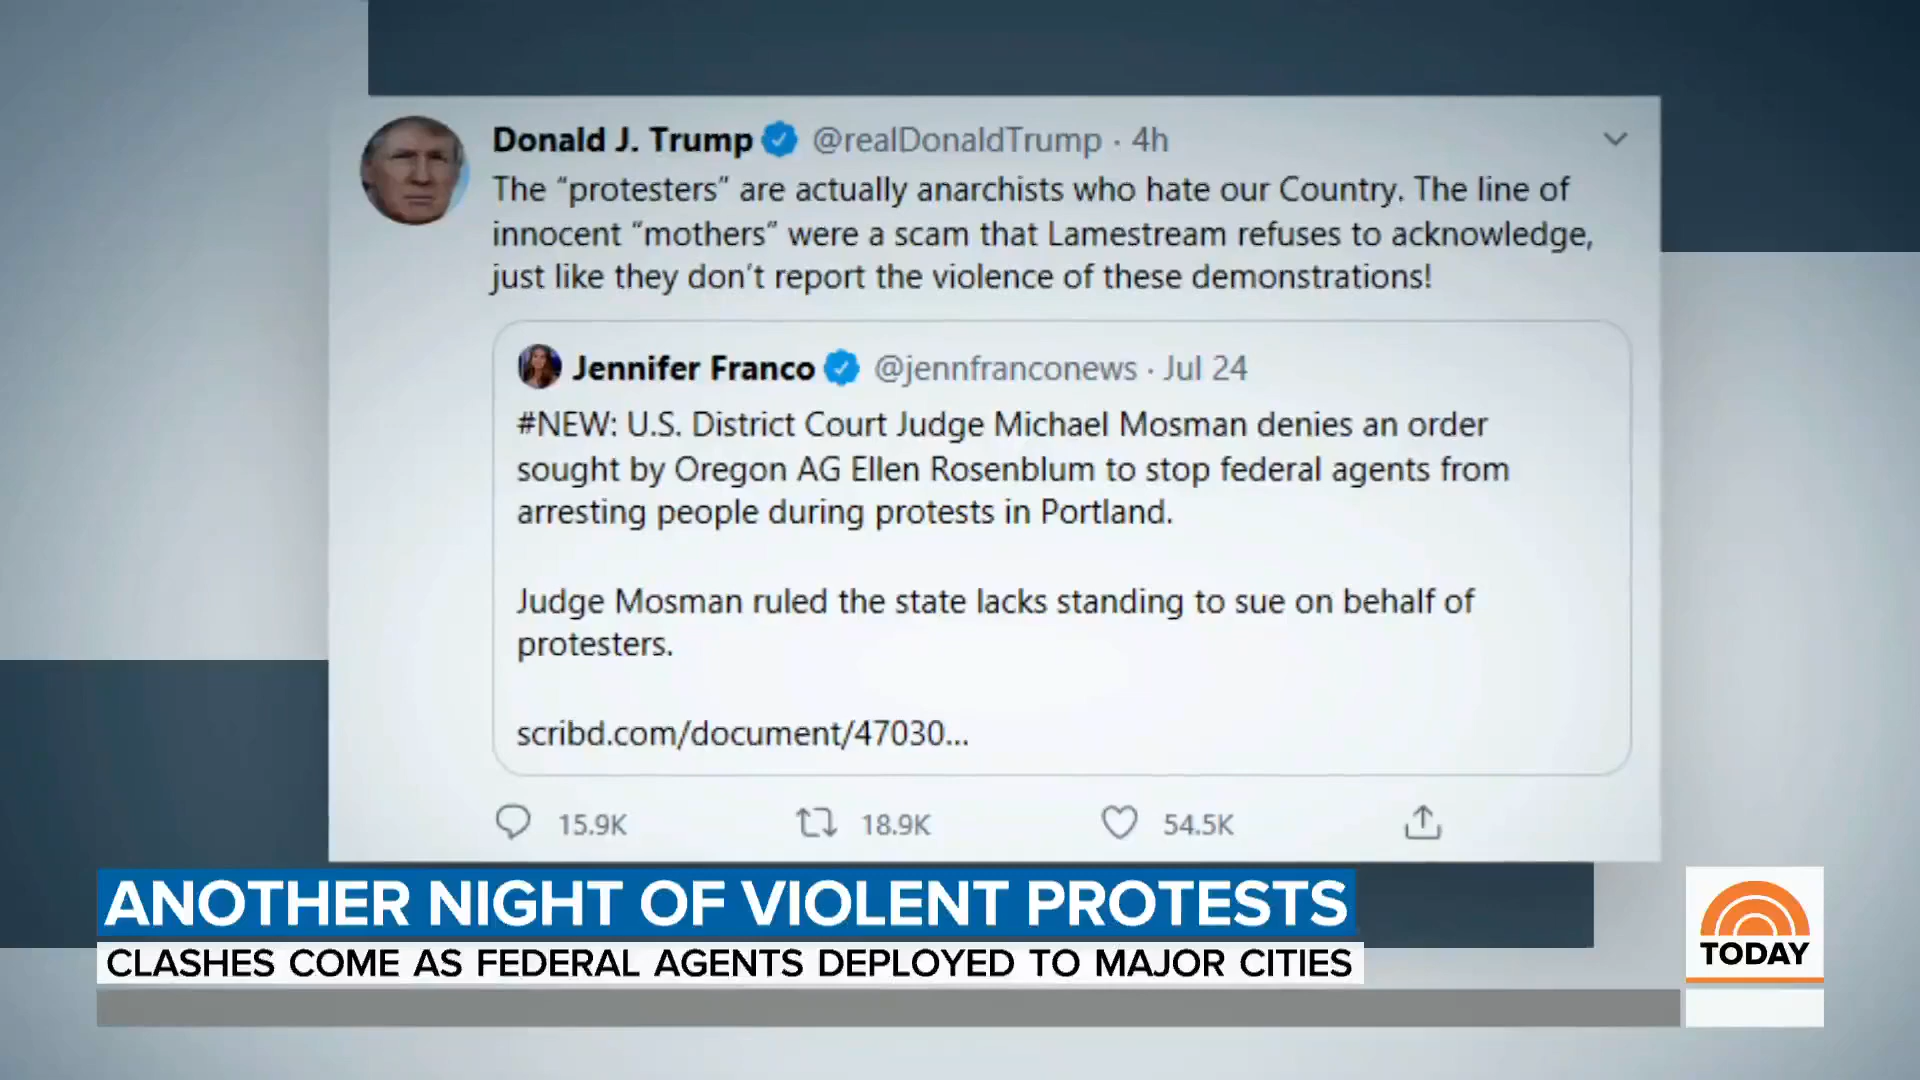 Donald J. Trump @realDonaldTrump · 4h
The “protesters” are actually anarchists who hate our Country. The line of
innocent “mothers” were a scam that Lamestream refuses to acknowledge,
just like they don’t report the violence of these demonstrations!
Jennifer Franco @jennfranconews · Jul 24
#NEW: U.S. District Court Judge Michael Mosman denies an order
sought by Oregon AG Ellen Rosenblum to stop federal agents from
arresting people during protests in Portland.
Judge Mosman ruled the state lacks standing to sue on behalf of
protesters.
scribd.com/document/47030...
15.9K 18.9K 54.5K
ANOTHER NIGHT OF VIOLENT PROTESTS
CLASHES COME AS FEDERAL AGENTS DEPLOYED TO MAJOR CITIES
TODAY